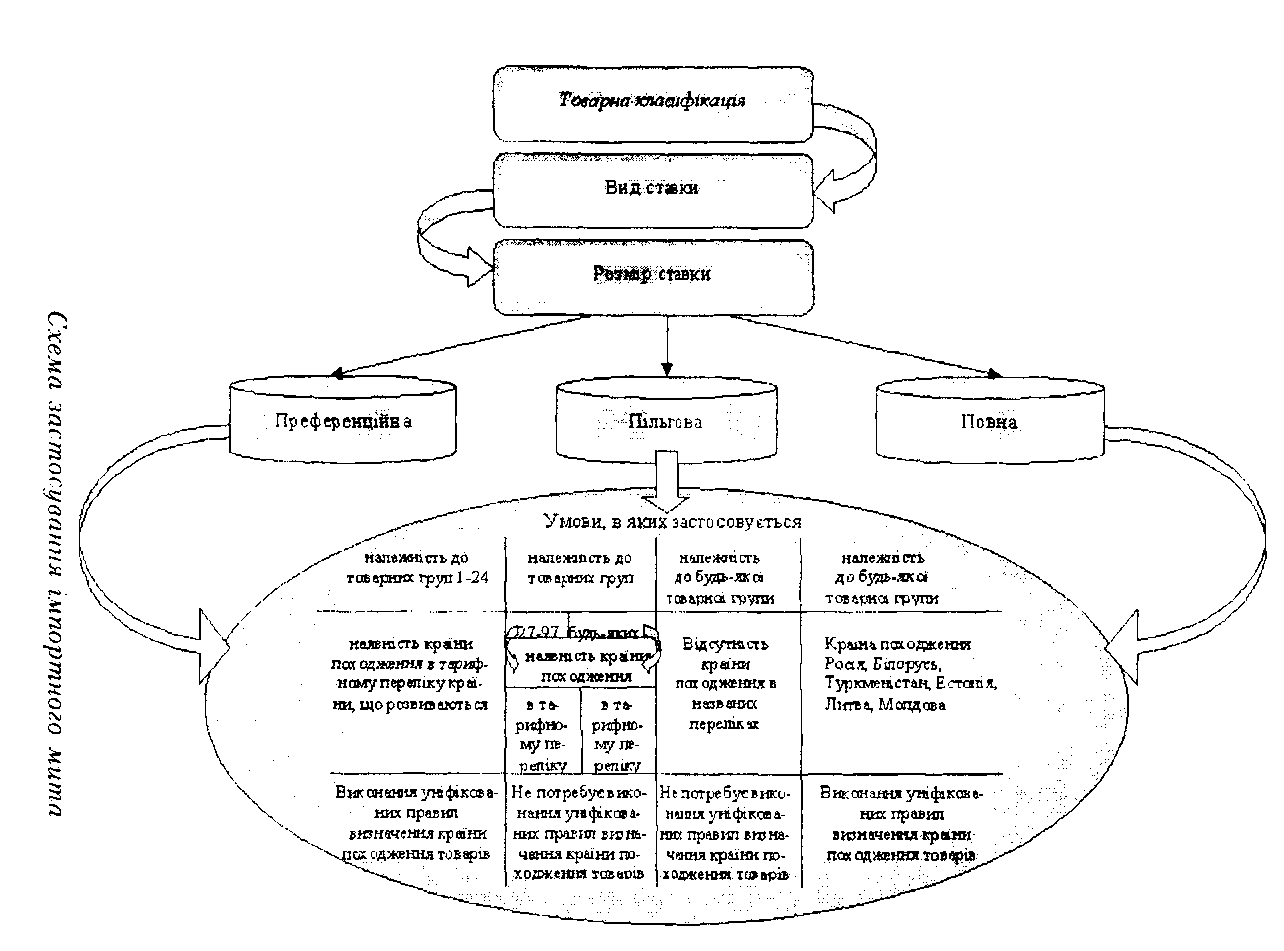 Товарна класифікація
Вид ставки
Розмір ставки
Схема застосування імпортного мита
Преференційна
Пільгова
Повна
Умови, в яких застосовується
належність до
товарних груп 1-24
належність до
товарних груп
належність
до будь-якої
товарної групи
належність
до будь-якої
товарної групи
наявність країни
походження в тариф-
ному переліку краї-
ни, що розвиваються
27-97 будь-яких
наявність країни
походження
в та-
рифно-
му пе-
реліку
в та-
рифно-
му пе-
реліку
Відсутність
країни
походження в
названих
переліках
Країна походження
Росія, Білорусь,
Туркменістан, Естонія,
Литва, Молдова
Виконання уніфікова-
них правил
визначення країни
походження товарів
Не потребує вико-
нання уніфікова-
них правил визна-
чення країни по-
ходження товарів
Не потребує вико-
нання уніфікова-
них правил визна-
чення країни по-
ходження товарів
Виконання уніфікова-
них правил
визначення країни
походження товарів